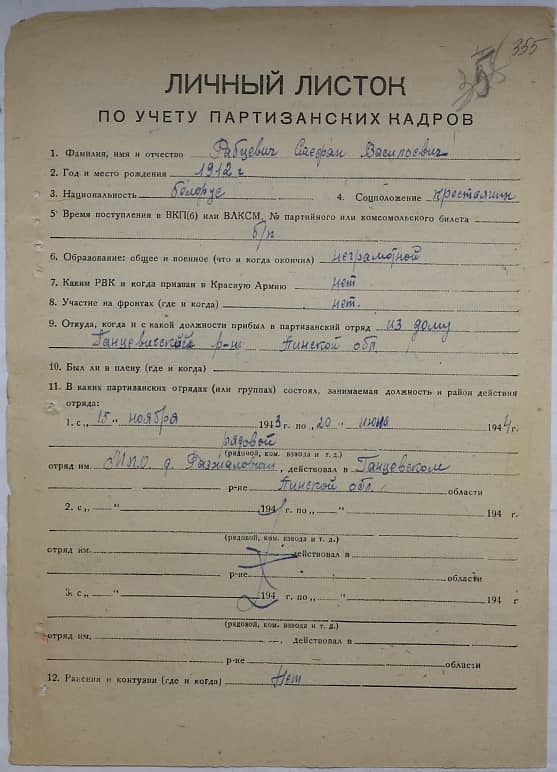 355
ЛИЧНЫЙ ЛИСТОК
ПО УЧЕТУ ПАРТИЗАНСКИХ КАДРОВ
1. Фамилия, имя и отчество Рабцевич Васильевич
2. Год и место рождения 1912 г
3. Национальность белорус 4. Соцположение крестоянин
5. Время поступления в ВКП(б) или ВЛКСМ, № партийного или комсомольского билета
б/п
6. Образование: общее и военное (что и когда окончил) неграмотной
7. Каким РВК и когда призван в Красную Армию нет
8. Участие на фронтах (где и когда) нет.
9. Откуда, когда и с какой должности прибыл в партизанский отряд из дому
р-не Пинской обл
10. Был ли в плену (где и когда)
11. В каких партизанских отрядах (или группах) состоял, занимаемая должность и район действия
отряда:
1. с „ 15 " ноября 1943 г. по „ 20 " июня 1944 г.
рядовой
(рядовой, ком. взвода и т. д.)
отряд им. д. , действовал в Ганцевском
р-не Пинской обл. области
2. с „ " 194 г. по „ " 194 г.
(рядовой, ком. взвода и т. д.)
отряд им. действовал в
р-не области
3. с „ " 194 г. по „ " 194 г
(рядовой, ком. взвода и т. д.)
отряд им. , действовал в
р-не области
12. Ранения и контузии (где и когда) Нет